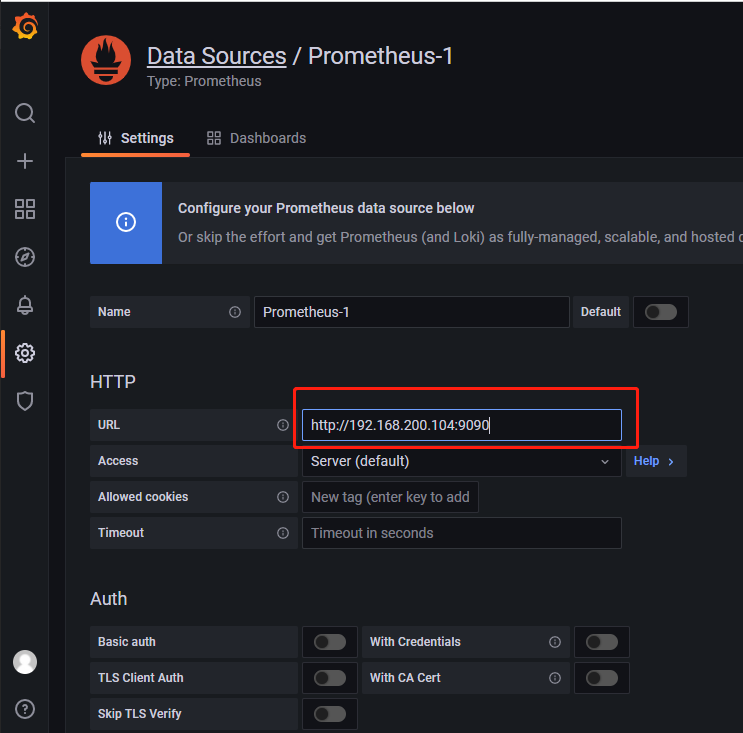 Data Sources / Prometheus-1
Type: Prometheus
Settings
Dashboards
Configure your Prometheus data source below
Or skip the effort and get Prometheus (and Loki) as fully-managed, scalable, and hosted
Name
Prometheus-1
Default
HTTP
URL
http://192.168.200.104:9090
Access
Server (default)
Help
Allowed cookies
New tag (enter key to add
Timeout
Timeout in seconds
Auth
Basic auth
With Credentials
TLS Client Auth
With CA Cert
Skip TLS Verify